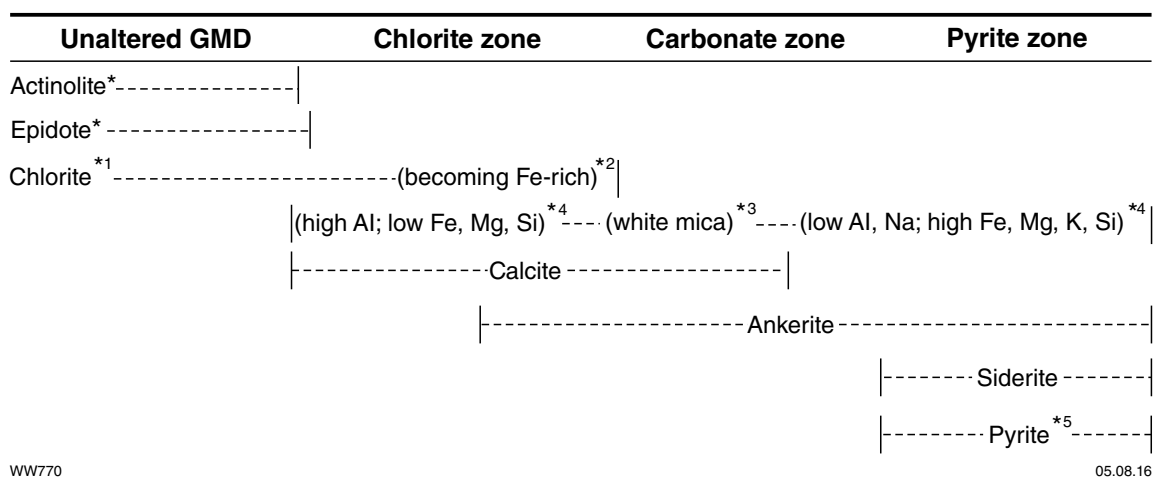 Unaltered GMD Chlorite zone Carbonate zone Pyrite zone
Actinolite*
Epidote*
Chlorite*1 (becoming Fe-rich)*2
(high Al; low Fe, Mg, Si)*4 (white mica)*3 (low Al, Na; high Fe, Mg, K, Si)*4
Calcite
Ankerite
Siderite
Pyrite*5
WW770 05.08.16